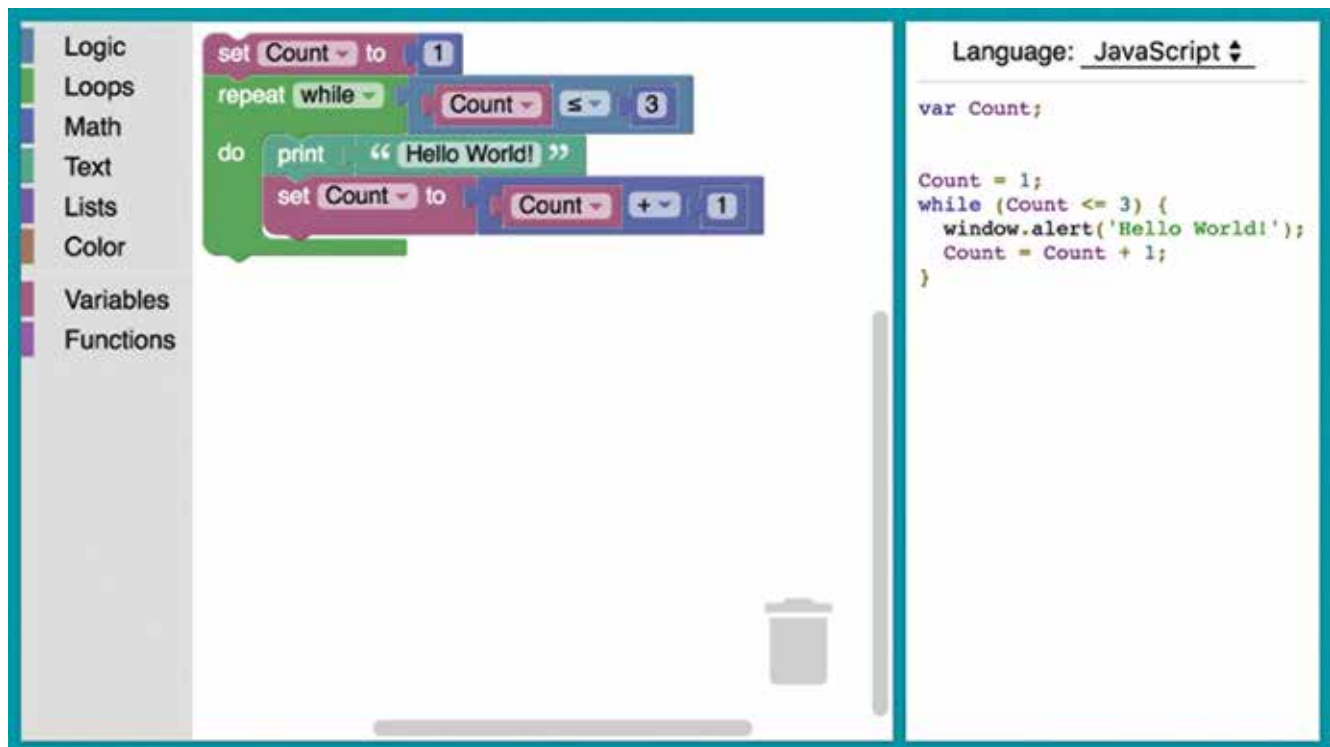 Logic
Loops
Math
Text
Lists
Color
Variables
Functions
set Count to 1
repeat while Count ≤ 3
do print “ Hello World! ”
set Count to Count + 1
Language: JavaScript
var Count;
Count = 1;
while (Count <= 3) {
window.alert('Hello World!');
Count = Count + 1;
}